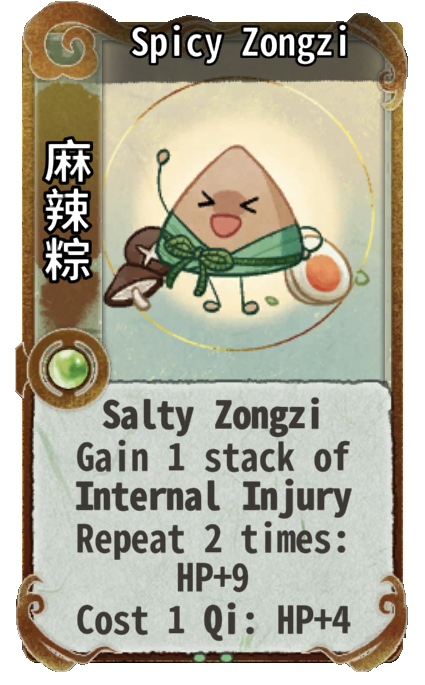 Spicy Zongzi
麻辣粽
Salty Zongzi
Gain 1 stack of
Internal Injury
Repeat 2 times:
HP+9
Cost 1 Qi: HP+4